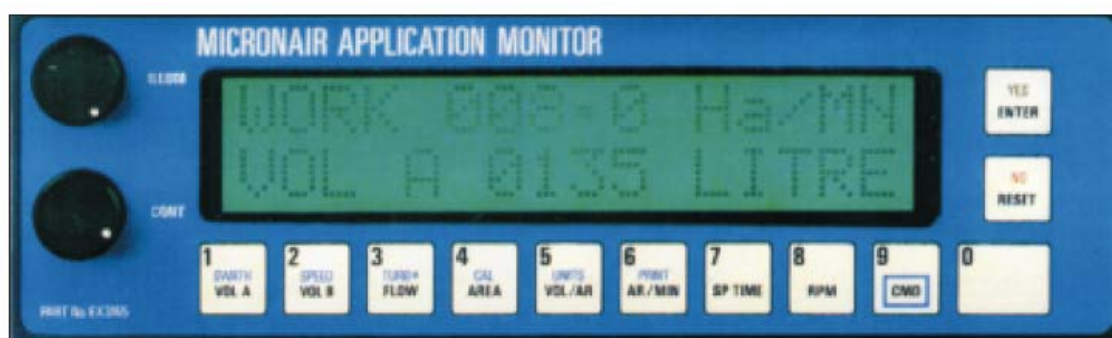 MICRONAIR APPLICATION MONITOR
ILLUM
WORK 008 0 Ha/MN
VOL A 0135 LITRE
CONT
YES
ENTER
NO
RESET
1
SWATH
VOL A
2
SPEED
VOL B
3
FLOW
4
CAL
AREA
5
UNITS
VOL/AR
6
PRINT
AR/MIN
7
SP TIME
8
RPM
9
CMD
0